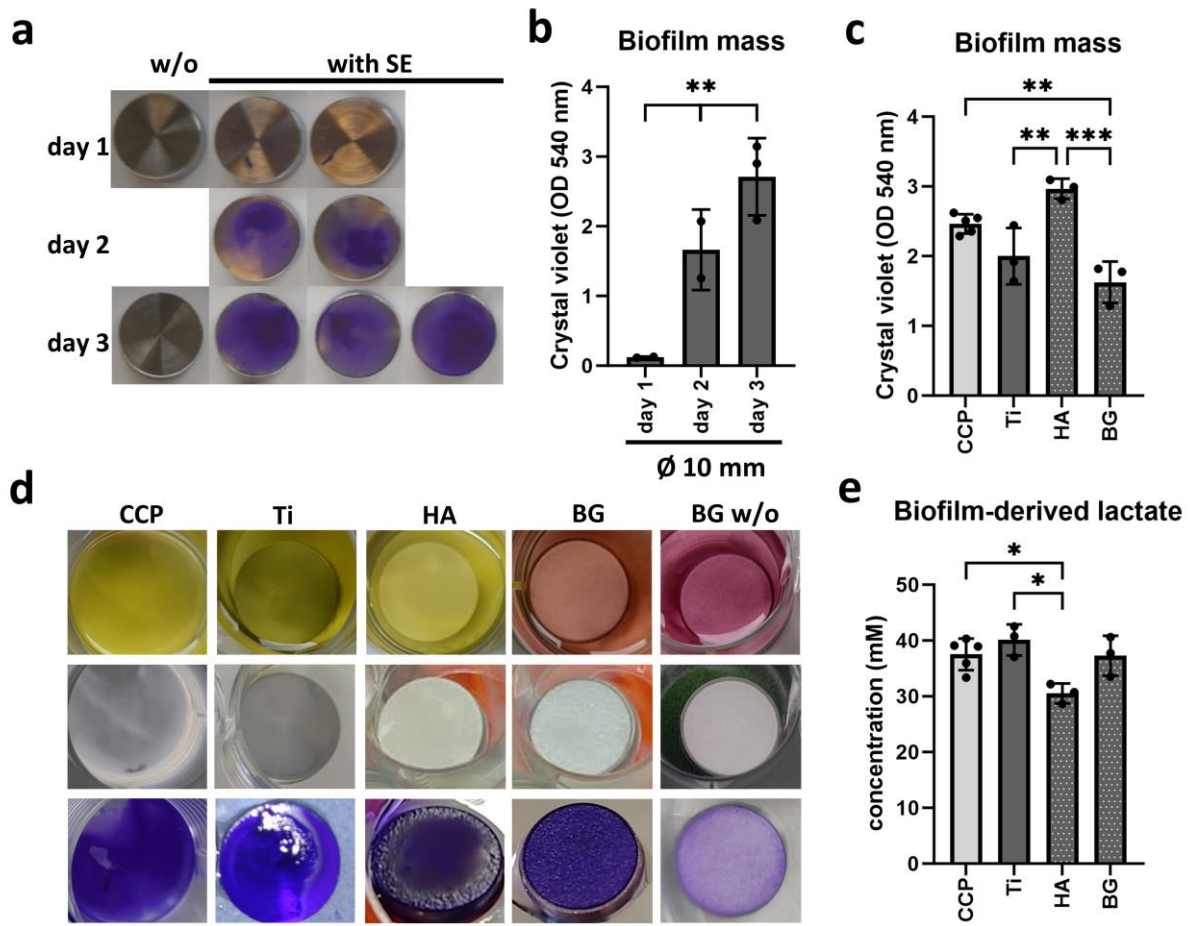 a
w/o with SE
day 1
day 2
day 3
b
Biofilm mass
Crystal violet (OD 540 nm)
4
3
2
1
0
**
day 1 day 2 day 3
Ø 10 mm
c
Biofilm mass
Crystal violet (OD 540 nm)
4
3
2
1
0
**
** ***
CCP Ti HA BG
d
CCP Ti HA BG BG w/o
e
Biofilm-derived lactate
concentration (mM)
50
40
30
20
10
0
*
*
CCP Ti HA BG